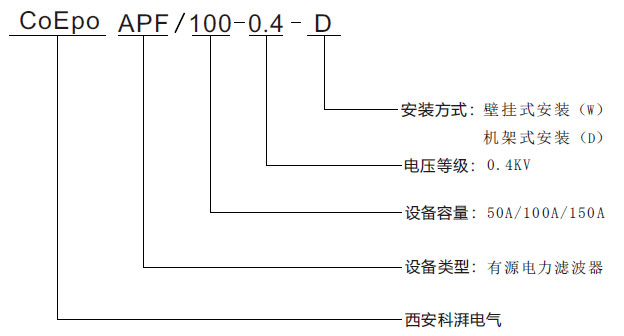 CoEpo APF/100-0.4-D
安装方式：壁挂式安装（W）
机架式安装（D）
电压等级：0.4KV
设备容量：50A/100A/150A
设备类型：有源电力滤波器
西安科湃电气